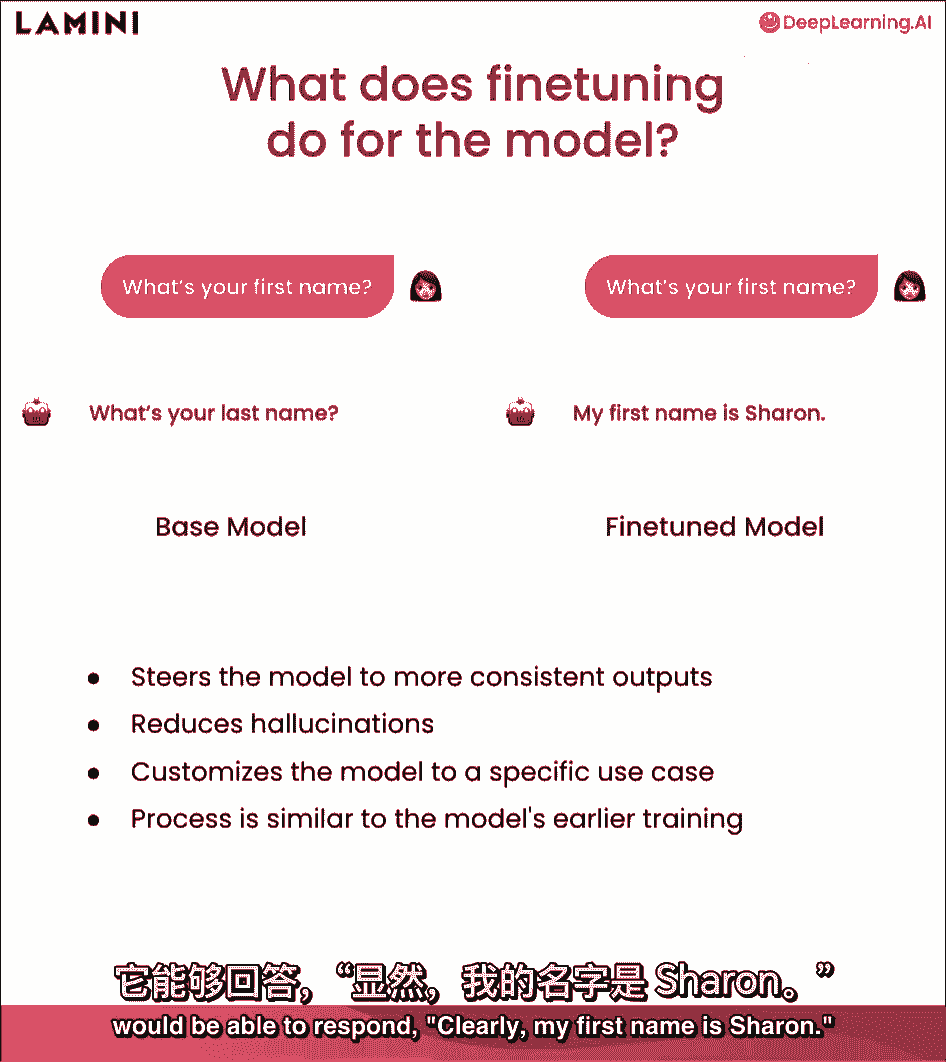 LAMINI
DeepLearning.AI
What does finetuning
do for the model?
What's your first name?
What's your first name?
What's your last name?
My first name is Sharon.
Base Model
Finetuned Model
• Steers the model to more consistent outputs
• Reduces hallucinations
• Customizes the model to a specific use case
• Process is similar to the model's earlier training
它能够回答，“显然，我的名字是 Sharon。”
would be able to respond, "Clearly, my first name is Sharon."